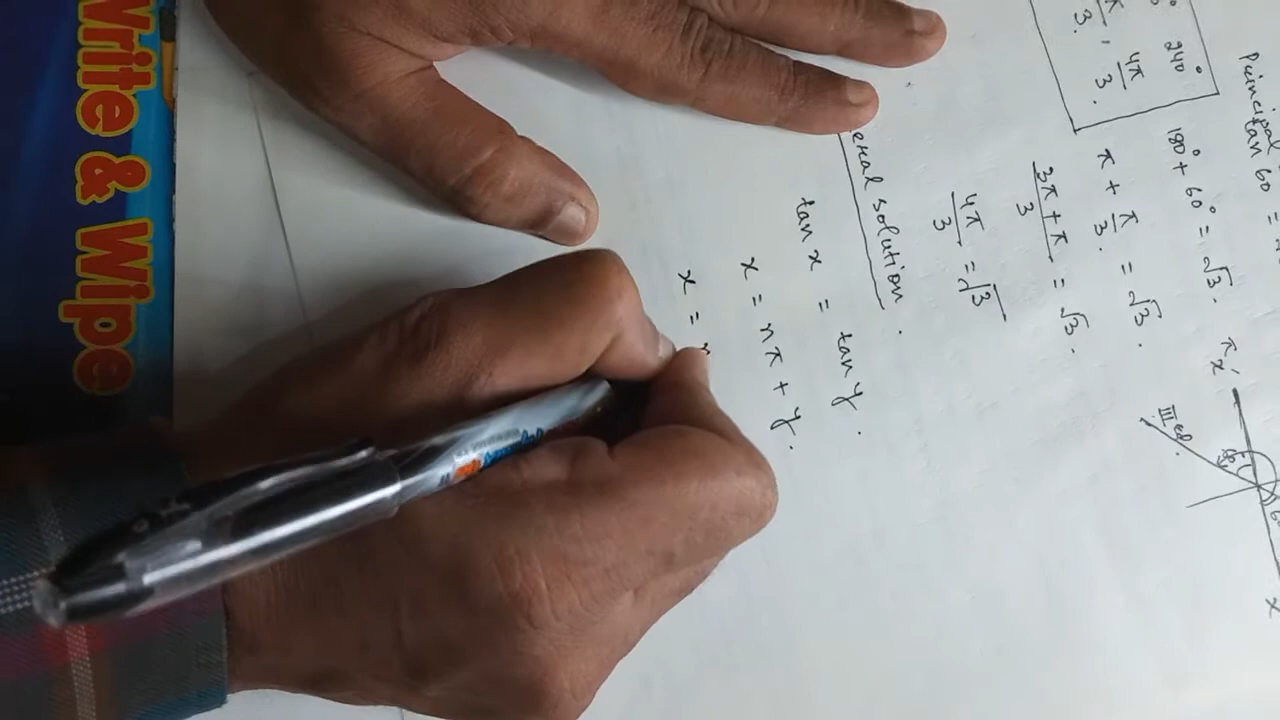 Principal
tan 60 =
180° + 60° = √3.
π + π/3. = √3.
(3π + π)/3 = √3.
4π/3 = √3
240°
π/3, 4π/3.
solution.
tan x = tan y.
x = nπ + y.
x =
π
x'
III rd.
x
Write & Wipe